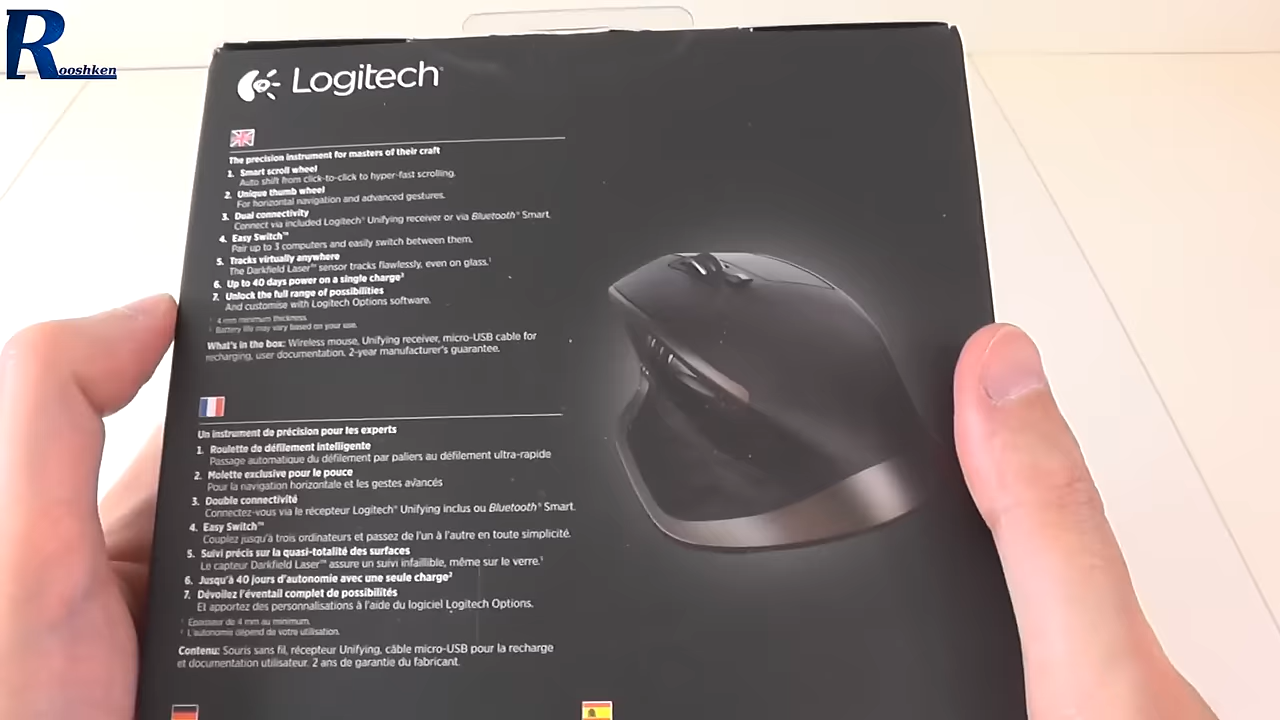 Rooshken
Logitech
The precision instrument for masters of their craft
1. Smart scroll wheel
Auto shift from click-to-click to hyper-fast scrolling.
2. Unique thumb wheel
For horizontal navigation and advanced gestures.
3. Dual connectivity
Connect via included Logitech® Unifying receiver or via Bluetooth® Smart.
4. Easy Switch™
Pair up to 3 computers and easily switch between them.
5. Tracks virtually anywhere
The Darkfield Laser™ sensor tracks flawlessly, even on glass.¹
6. Up to 40 days power on a single charge²
7. Unlock the full range of possibilities
And customise with Logitech Options software.
¹ 4 mm minimum thickness.
² Battery life may vary based on your use.
What's in the box: Wireless mouse, Unifying receiver, micro-USB cable for
recharging, user documentation. 2-year manufacturer's guarantee.
Un instrument de précision pour les experts
1. Roulette de défilement intelligente
Passage automatique du défilement par paliers au défilement ultra-rapide
2. Molette exclusive pour le pouce
Pour la navigation horizontale et les gestes avancés
3. Double connectivité
Connectez-vous via le récepteur Logitech® Unifying inclus ou Bluetooth® Smart.
4. Easy Switch™
Couplez jusqu'à trois ordinateurs et passez de l'un à l'autre en toute simplicité.
5. Suivi précis sur la quasi-totalité des surfaces
Le capteur Darkfield Laser™ assure un suivi infaillible, même sur le verre.¹
6. Jusqu'à 40 jours d'autonomie avec une seule charge²
7. Dévoilez l'éventail complet de possibilités
Et apportez des personnalisations à l'aide du logiciel Logitech Options.
¹ Epaisseur de 4 mm au minimum.
² L'autonomie dépend de votre utilisation.
Contenu: Souris sans fil, récepteur Unifying, câble micro-USB pour la recharge
et documentation utilisateur. 2 ans de garantie du fabricant.